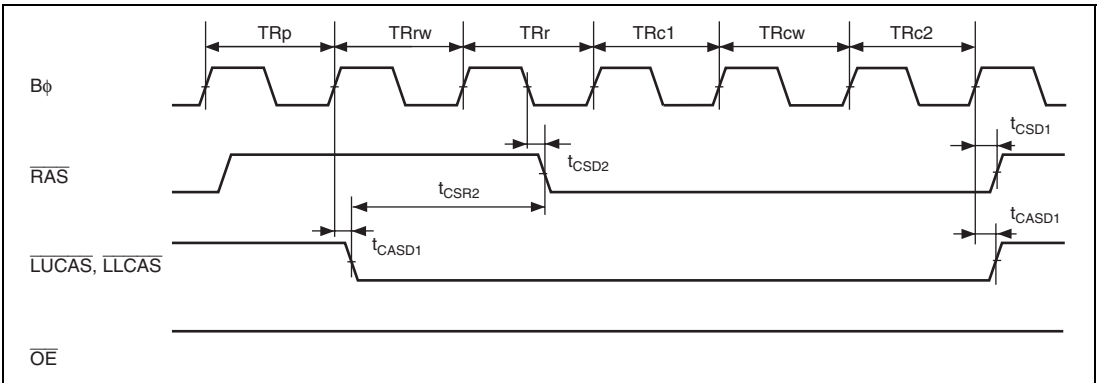 TRp TRrw TRr TRc1 TRcw TRc2
Bϕ
tCSD1
RAS
tCSD2
tCSR2
tCASD1
tCASD1
LUCAS, LLCAS
OE